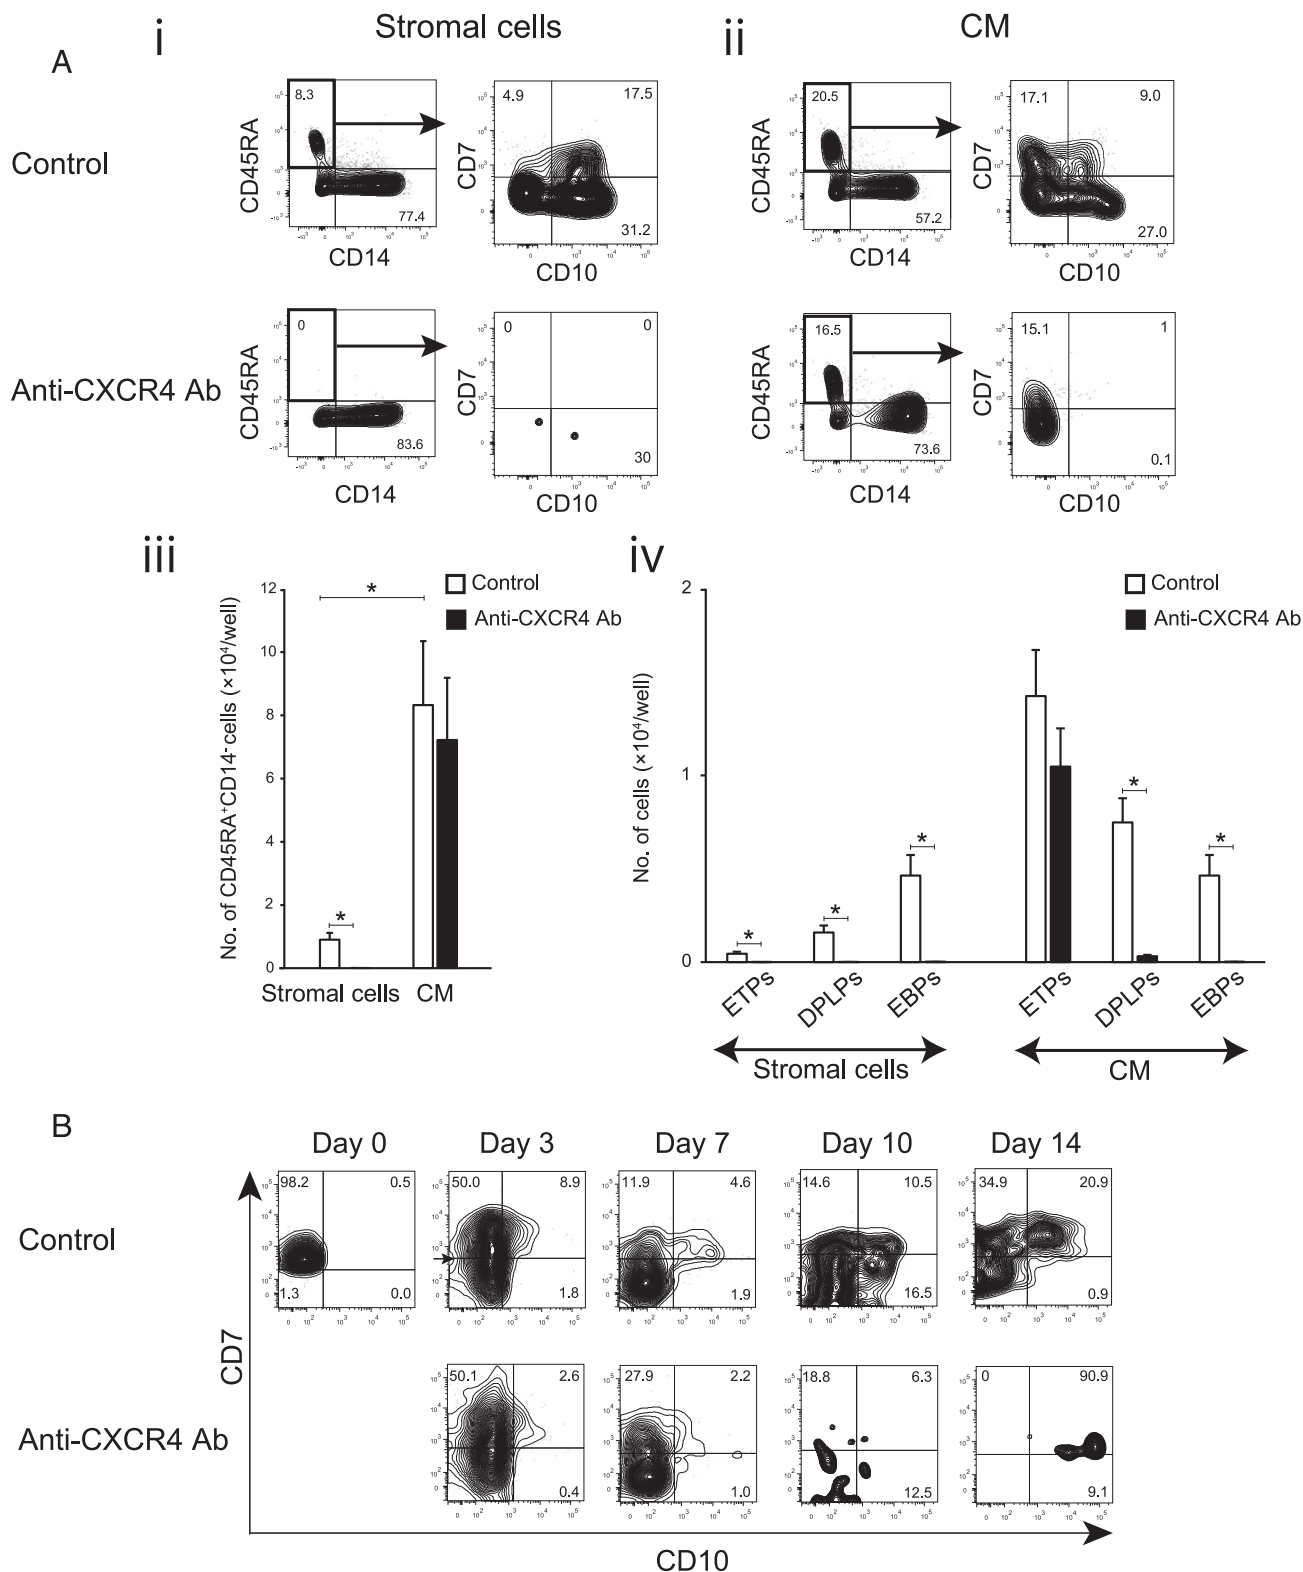 A
i Stromal cells
ii CM
Control
8.3
77.4
CD45RA
CD14
4.9 17.5
31.2
CD7
CD10
20.5
57.2
CD45RA
CD14
17.1 9.0
27.0
CD7
CD10
Anti-CXCR4 Ab
0
83.6
CD45RA
CD14
0 0
30
CD7
CD10
16.5
73.6
CD45RA
CD14
15.1 1
0.1
CD7
CD10
iii
Control
Anti-CXCR4 Ab
No. of CD45RA+CD14- cells (×10⁴/well)
12
10
8
6
4
2
0
*
*
Stromal cells CM
iv
Control
Anti-CXCR4 Ab
No. of cells (×10⁴/well)
2
1
0
* * * * *
ETPs DPLPs EBPs ETPs DPLPs EBPs
Stromal cells CM
B
Day 0 Day 3 Day 7 Day 10 Day 14
Control
98.2 0.5
1.3 0.0
50.0 8.9
1.8
11.9 4.6
1.9
14.6 10.5
16.5
34.9 20.9
0.9
CD7
Anti-CXCR4 Ab
50.1 2.6
0.4
27.9 2.2
1.0
18.8 6.3
12.5
0 90.9
9.1
CD10